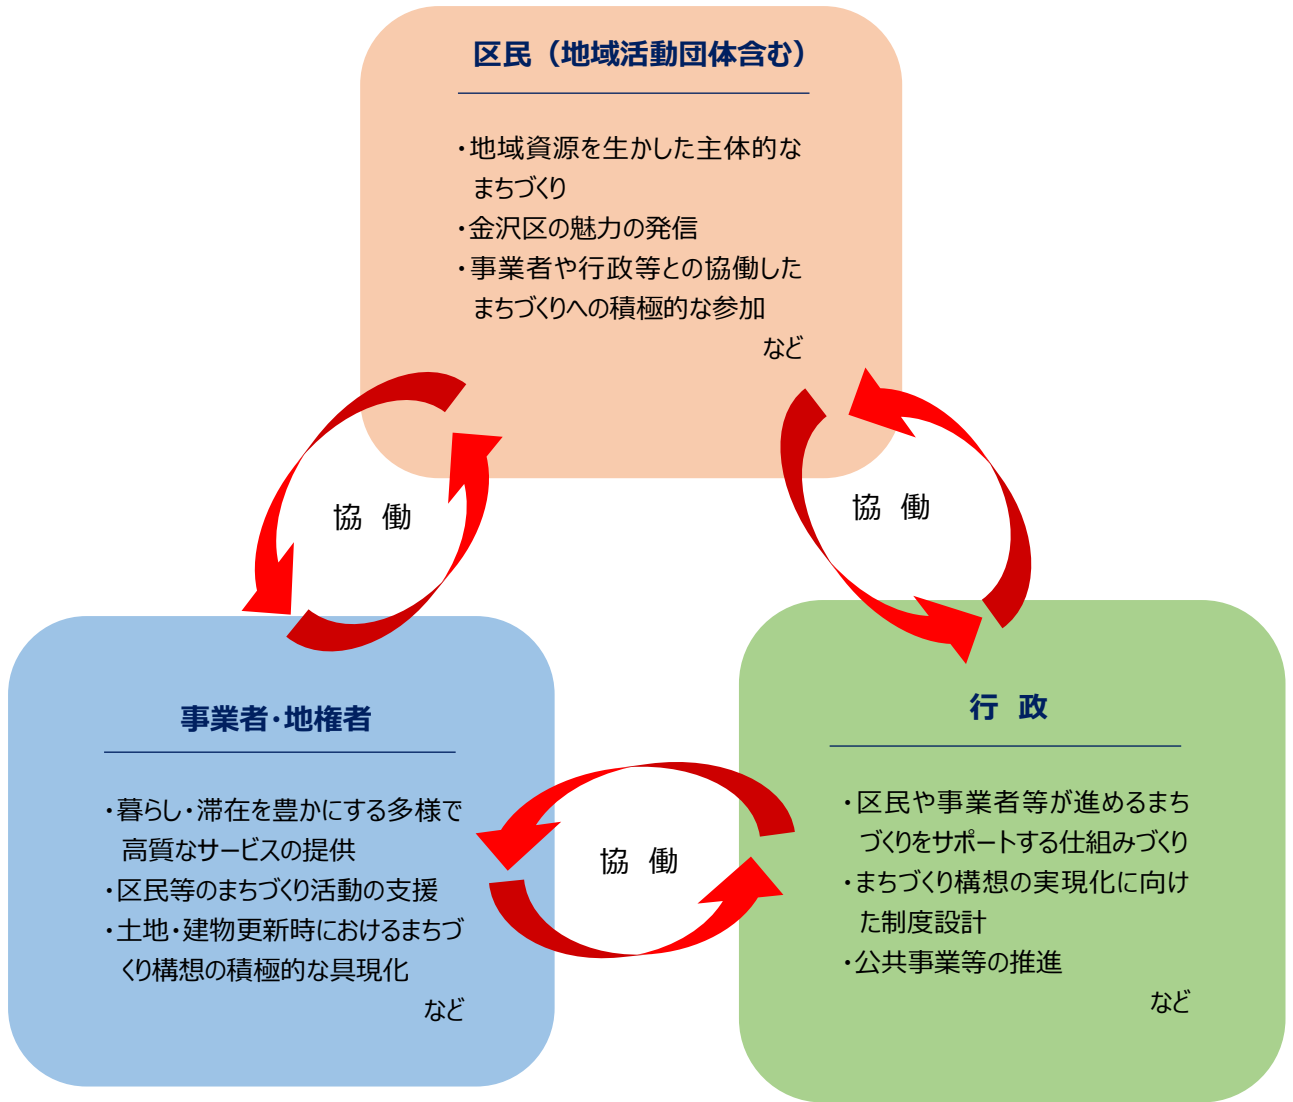 区民（地域活動団体含む）
・地域資源を生かした主体的な
まちづくり
・金沢区の魅力の発信
・事業者や行政等との協働した
まちづくりへの積極的な参加
など
協 働
協 働
事業者・地権者
・暮らし・滞在を豊かにする多様で
高質なサービスの提供
・区民等のまちづくり活動の支援
・土地・建物更新時におけるまちづ
くり構想の積極的な具現化
など
協 働
行 政
・区民や事業者等が進めるまち
づくりをサポートする仕組みづくり
・まちづくり構想の実現化に向け
た制度設計
・公共事業等の推進
など